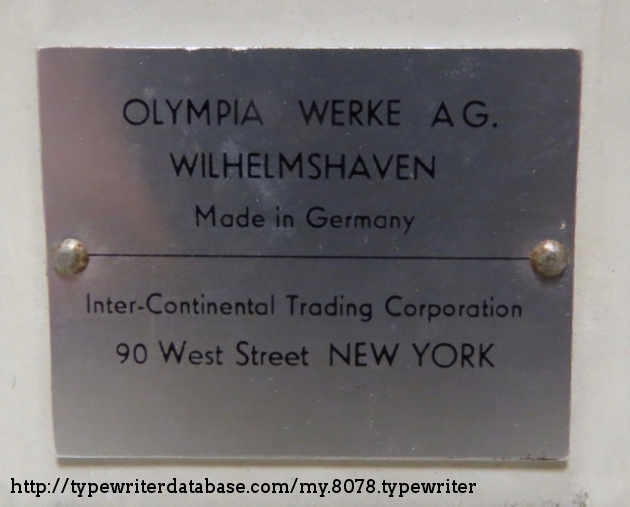 OLYMPIA WERKE AG.
WILHELMSHAVEN
Made in Germany
Inter-Continental Trading Corporation
90 West Street NEW YORK
http://typewriterdatabase.com/my.8078.typewriter